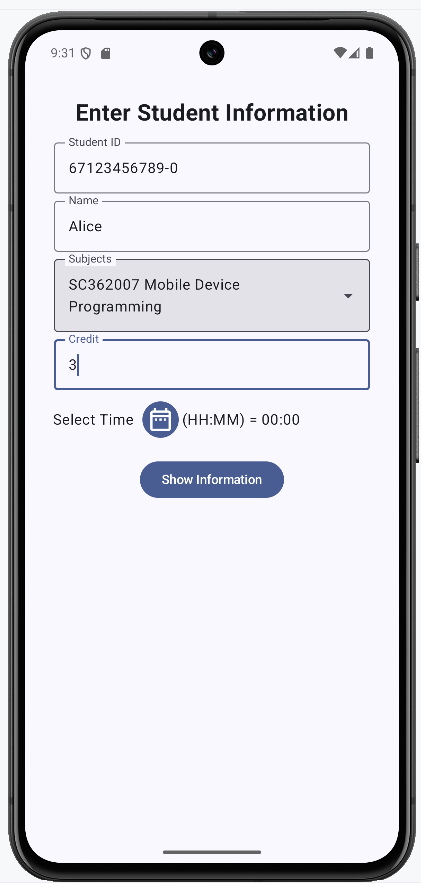 9:31
Enter Student Information
Student ID
67123456789-0
Name
Alice
Subjects
SC362007 Mobile Device
Programming
Credit
3
Select Time (HH:MM) = 00:00
Show Information